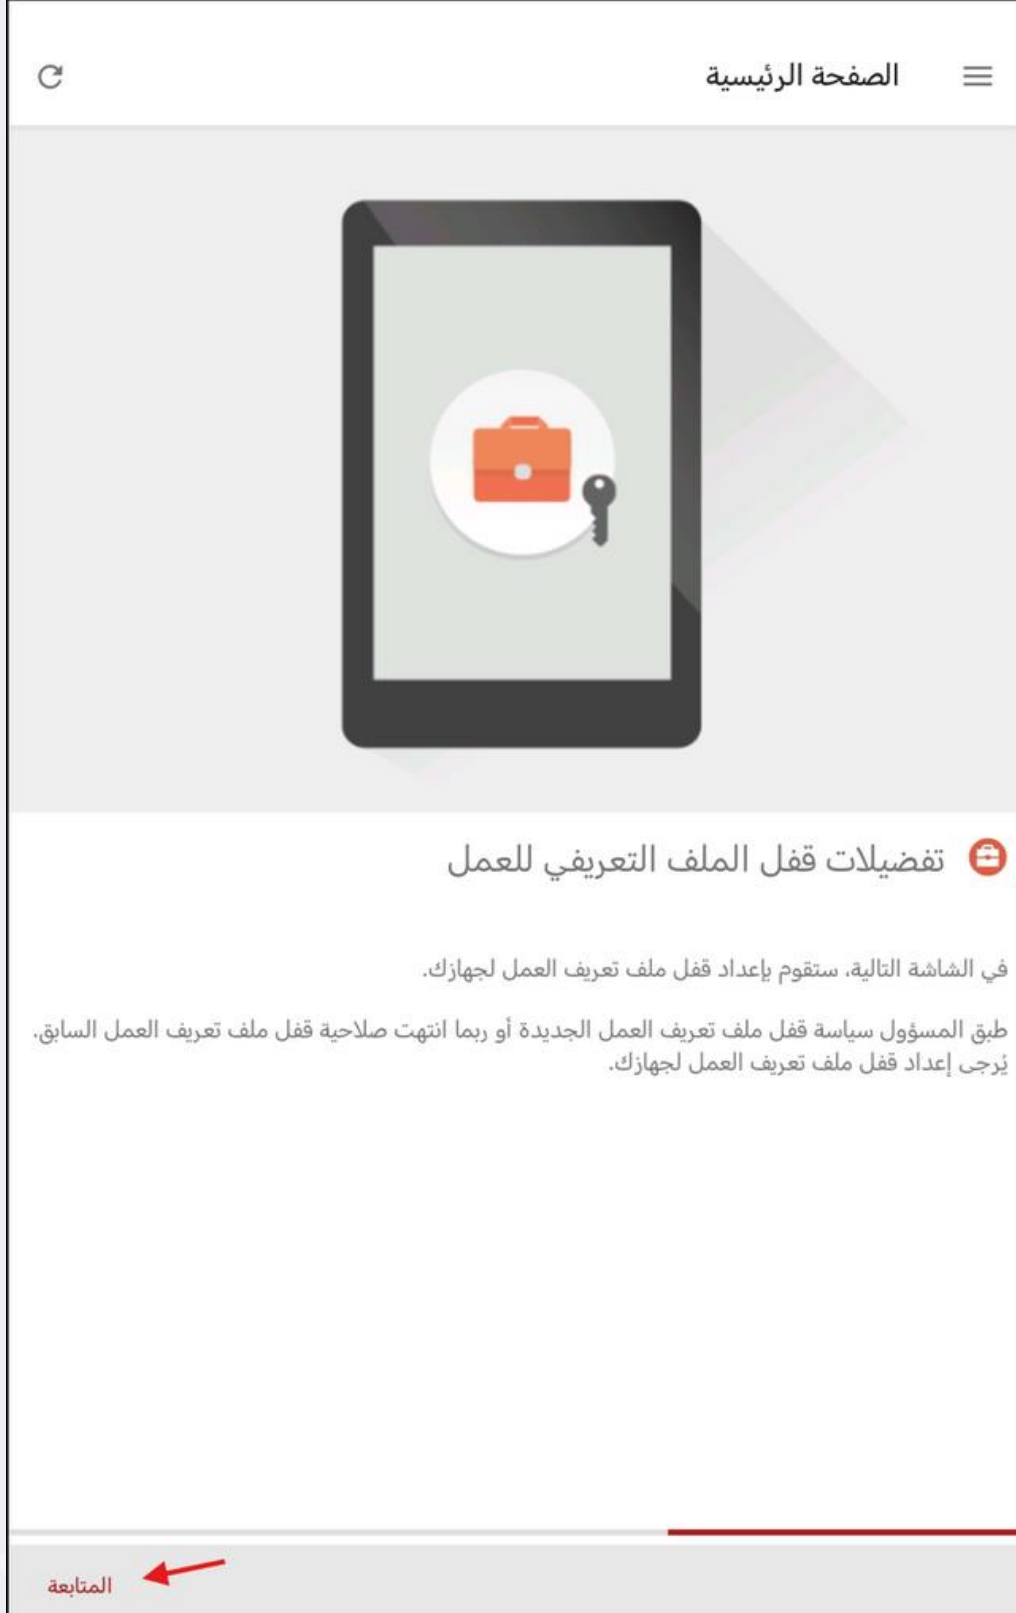 الصفحة الرئيسية
تفضيلات قفل الملف التعريفي للعمل
في الشاشة التالية، ستقوم بإعداد قفل ملف تعريف العمل لجهازك.
طبق المسؤول سياسة قفل ملف تعريف العمل الجديدة أو ربما انتهت صلاحية قفل ملف تعريف العمل السابق.
يُرجى إعداد قفل ملف تعريف العمل لجهازك.
المتابعة